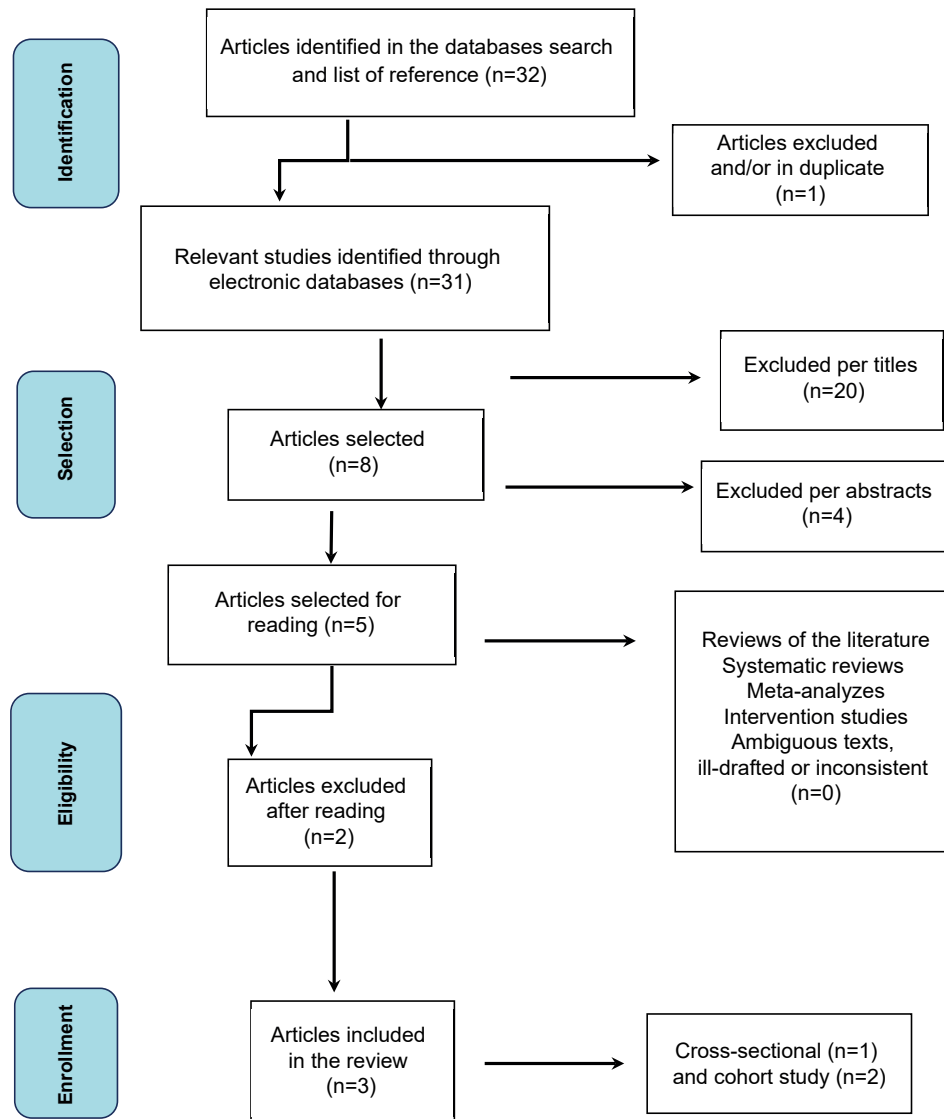 Identification
Articles identified in the databases search
and list of reference (n=32)
Articles excluded
and/or in duplicate
(n=1)
Relevant studies identified through
electronic databases (n=31)
Selection
Excluded per titles
(n=20)
Articles selected
(n=8)
Excluded per abstracts
(n=4)
Articles selected for
reading (n=5)
Reviews of the literature
Systematic reviews
Meta-analyzes
Intervention studies
Ambiguous texts,
ill-drafted or inconsistent
(n=0)
Eligibility
Articles excluded
after reading
(n=2)
Enrollment
Articles included
in the review
(n=3)
Cross-sectional (n=1)
and cohort study (n=2)